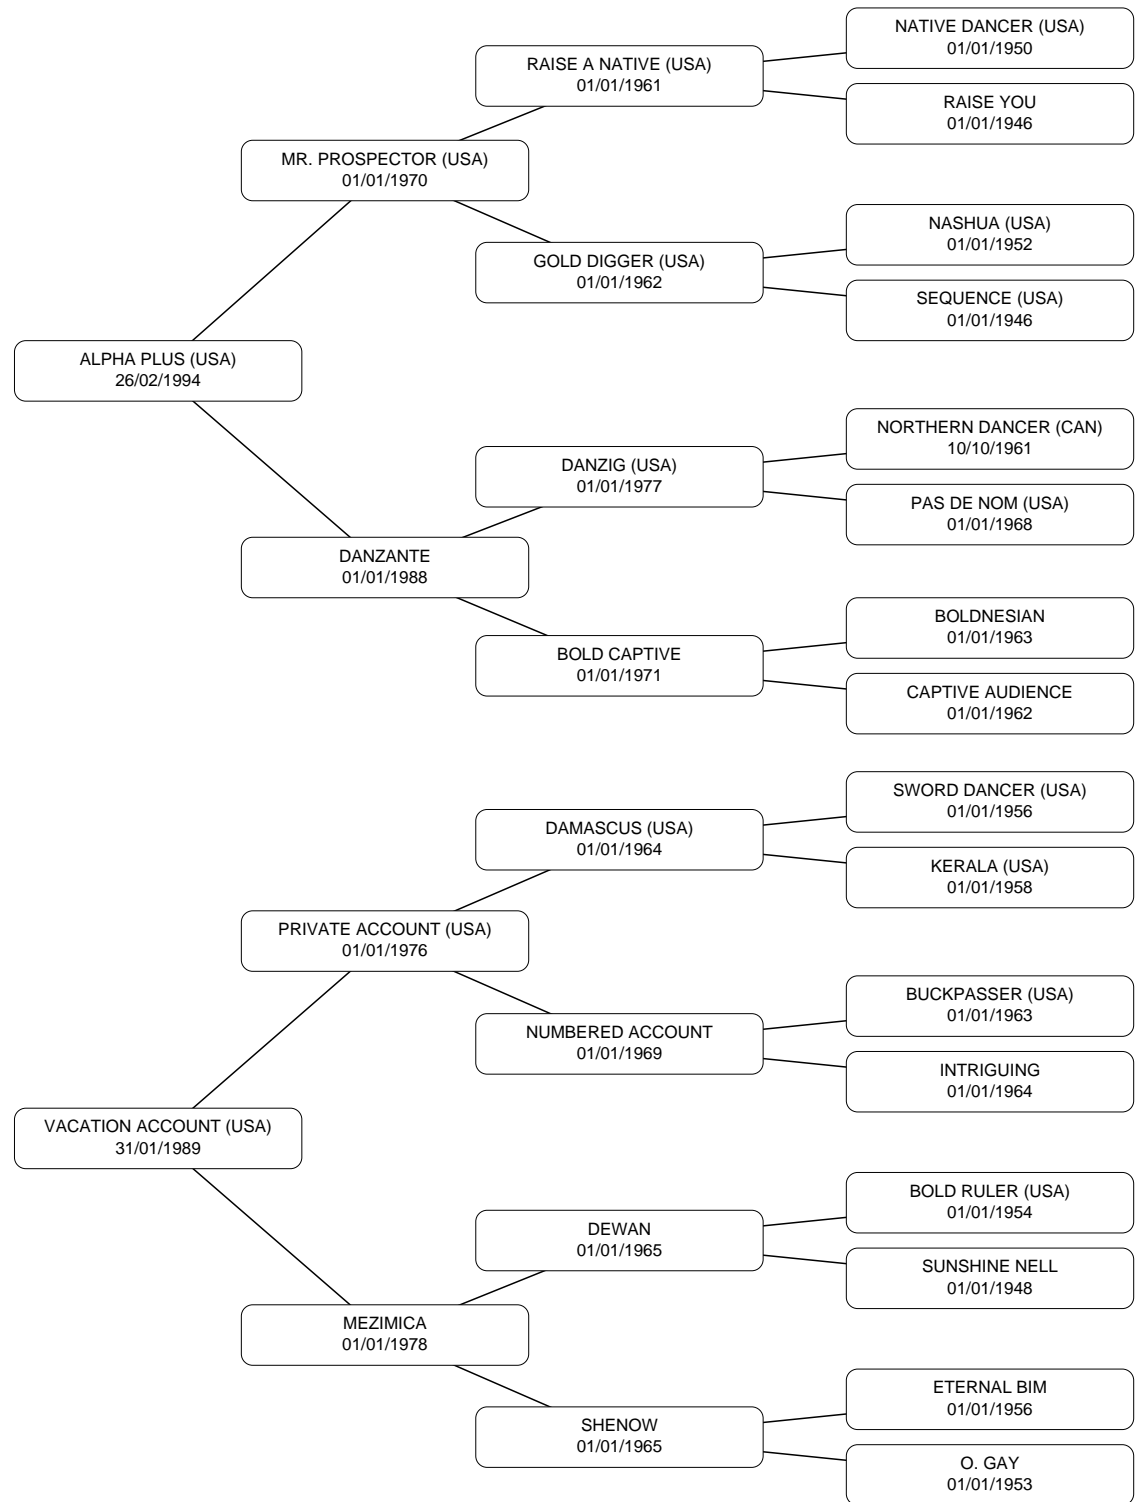 NATIVE DANCER (USA)
01/01/1950
RAISE A NATIVE (USA)
01/01/1961
RAISE YOU
01/01/1946
MR. PROSPECTOR (USA)
01/01/1970
NASHUA (USA)
01/01/1952
GOLD DIGGER (USA)
01/01/1962
SEQUENCE (USA)
01/01/1946
ALPHA PLUS (USA)
26/02/1994
NORTHERN DANCER (CAN)
10/10/1961
DANZIG (USA)
01/01/1977
PAS DE NOM (USA)
01/01/1968
DANZANTE
01/01/1988
BOLDNESIAN
01/01/1963
BOLD CAPTIVE
01/01/1971
CAPTIVE AUDIENCE
01/01/1962
SWORD DANCER (USA)
01/01/1956
DAMASCUS (USA)
01/01/1964
KERALA (USA)
01/01/1958
PRIVATE ACCOUNT (USA)
01/01/1976
BUCKPASSER (USA)
01/01/1963
NUMBERED ACCOUNT
01/01/1969
INTRIGUING
01/01/1964
VACATION ACCOUNT (USA)
31/01/1989
BOLD RULER (USA)
01/01/1954
DEWAN
01/01/1965
SUNSHINE NELL
01/01/1948
MEZIMICA
01/01/1978
ETERNAL BIM
01/01/1956
SHENOW
01/01/1965
O. GAY
01/01/1953